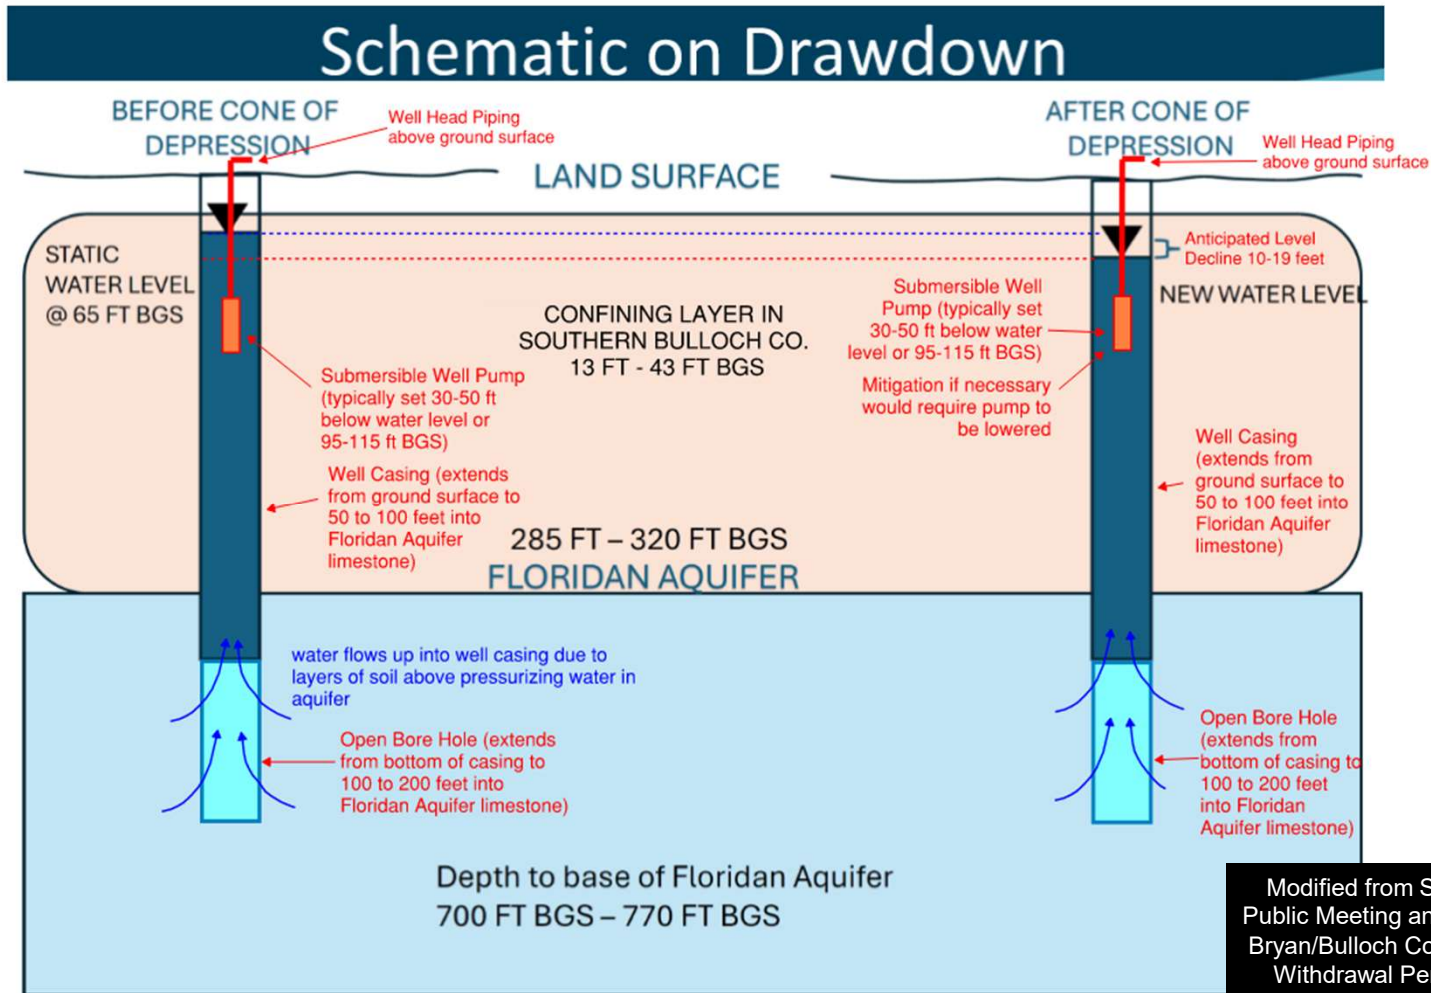 Schematic on Drawdown
BEFORE CONE OF
DEPRESSION
Well Head Piping
above ground surface
LAND SURFACE
AFTER CONE OF
DEPRESSION
Well Head Piping
above ground surface
STATIC
WATER LEVEL
@ 65 FT BGS
CONFINING LAYER IN
SOUTHERN BULLOCH CO.
13 FT - 43 FT BGS
Anticipated Level
Decline 10-19 feet
NEW WATER LEVEL
Submersible Well
Pump (typically set
30-50 ft below water
level or 95-115 ft BGS)
Mitigation if necessary
would require pump to
be lowered
Submersible Well Pump
(typically set 30-50 ft
below water level or
95-115 ft BGS)
Well Casing (extends
from ground surface to
50 to 100 feet into
Floridan Aquifer
limestone)
Well Casing
(extends from
ground surface to
50 to 100 feet into
Floridan Aquifer
limestone)
285 FT – 320 FT BGS
FLORIDAN AQUIFER
water flows up into well casing due to
layers of soil above pressurizing water in
aquifer
Open Bore Hole (extends
from bottom of casing to
100 to 200 feet into
Floridan Aquifer limestone)
Open Bore Hole
(extends from
bottom of casing to
100 to 200 feet
into Floridan
Aquifer limestone)
Depth to base of Floridan Aquifer
700 FT BGS – 770 FT BGS
Modified from
Public Meeting
Bryan/Bulloch
Withdrawal